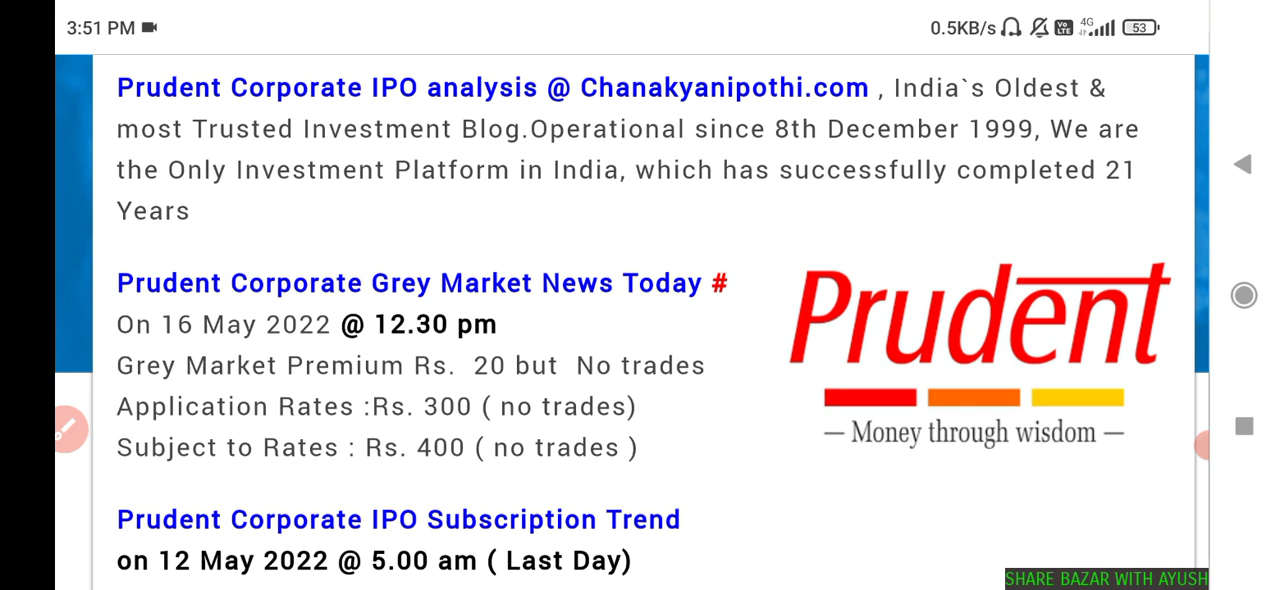 3:51 PM
0.5KB/s
Vo LTE
4G
53
Prudent Corporate IPO analysis @ Chanakyanipothi.com , India`s Oldest &
most Trusted Investment Blog.Operational since 8th December 1999, We are
the Only Investment Platform in India, which has successfully completed 21
Years
Prudent Corporate Grey Market News Today #
On 16 May 2022 @ 12.30 pm
Grey Market Premium Rs.  20 but  No trades
Application Rates :Rs. 300 ( no trades)
Subject to Rates : Rs. 400 ( no trades )
Prudent
— Money through wisdom —
Prudent Corporate IPO Subscription Trend
on 12 May 2022 @ 5.00 am ( Last Day)
SHARE BAZAR WITH AYUSH